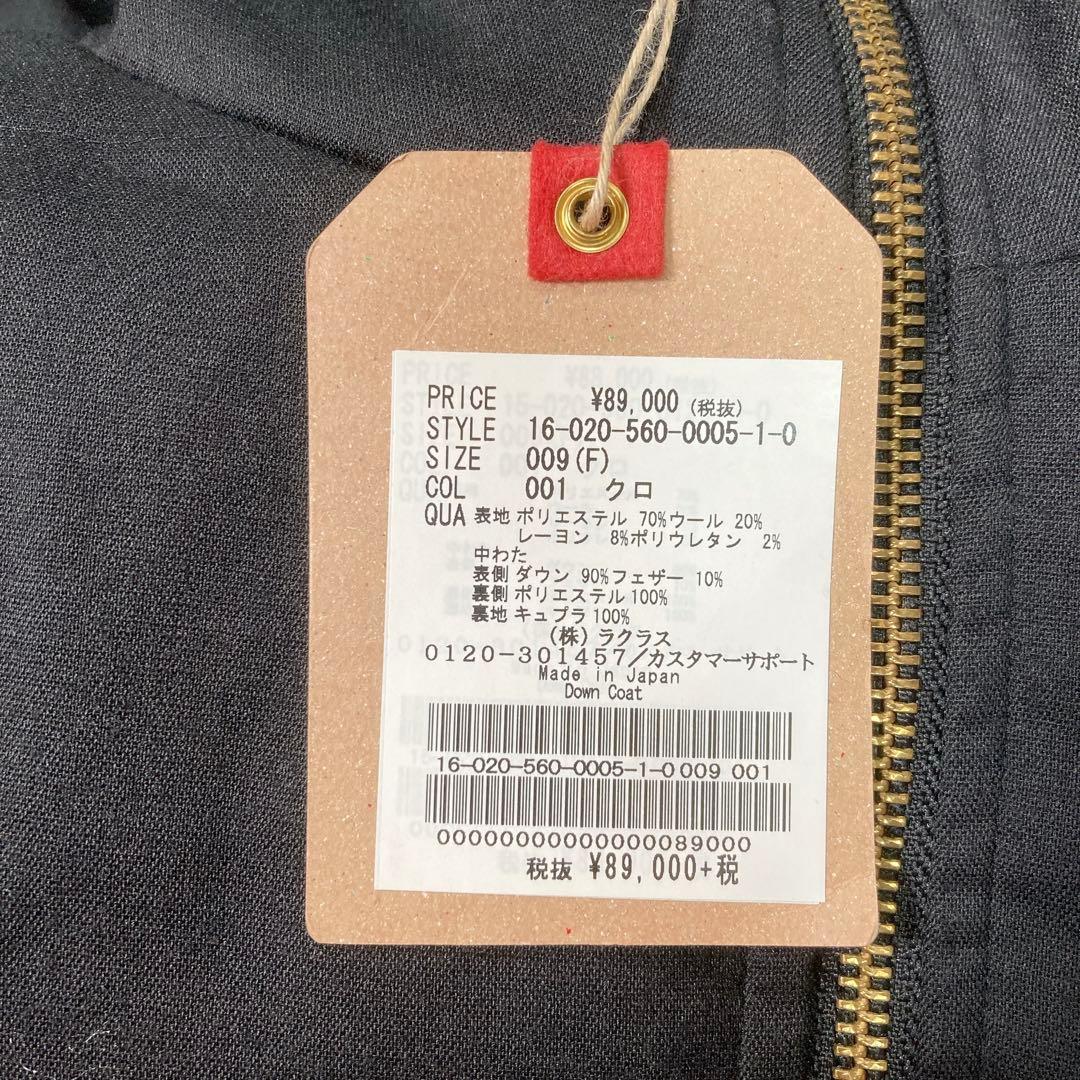 PRICE ¥89,000 (税抜)
STYLE 16-020-560-0005-1-0
SIZE 009(F)
COL 001 クロ
QUA 表地 ポリエステル 70%ウール 20%
レーヨン 8%ポリウレタン 2%
中わた
表側 ダウン 90%フェザー 10%
裏側 ポリエステル 100%
裏地 キュプラ 100%
(株) ラクラス
0120-301457/カスタマーサポート
Made in Japan
Down Coat
16-020-560-0005-1-0 009 001
00000000000000089000
税抜 ¥89,000+税